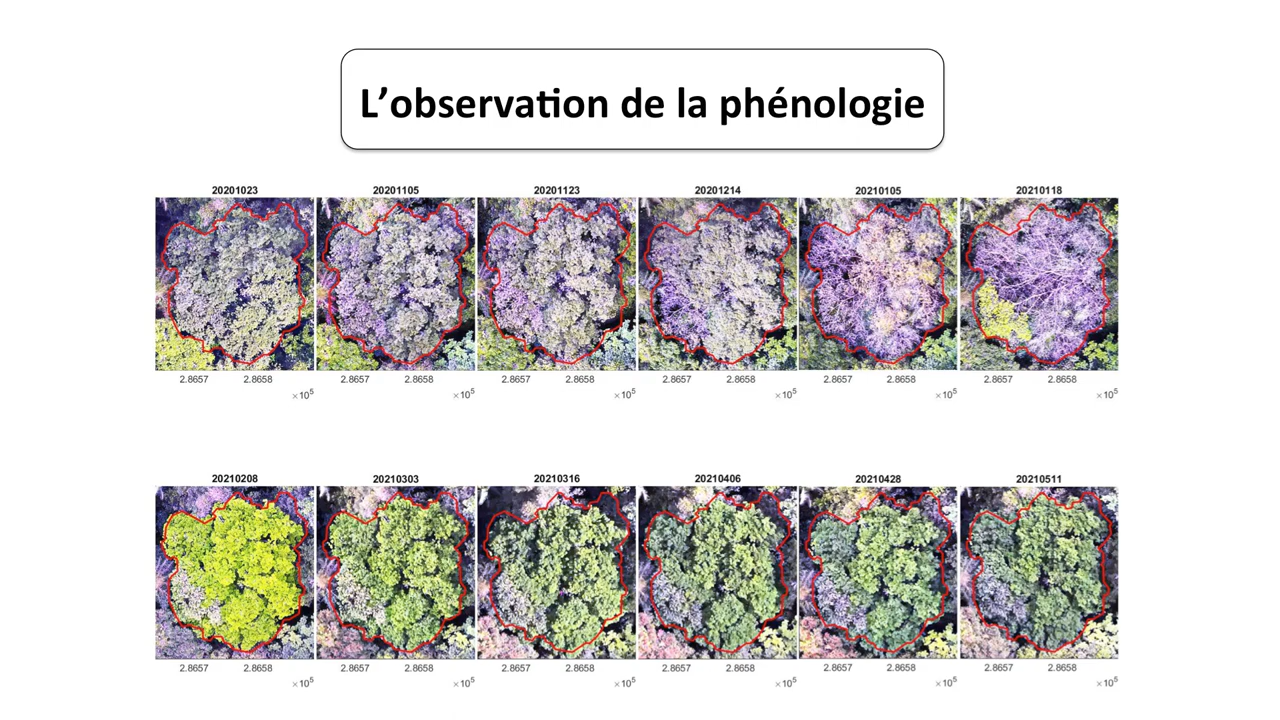 L’observation de la phénologie
20201023 20201105 20201123 20201214 20210105 20210118
2.8657 2.8658 2.8657 2.8658 2.8657 2.8658 2.8657 2.8658 2.8657 2.8658 2.8657 2.8658
×10⁵ ×10⁵ ×10⁵ ×10⁵ ×10⁵ ×10⁵
20210208 20210303 20210316 20210406 20210428 20210511
2.8657 2.8658 2.8657 2.8658 2.8657 2.8658 2.8657 2.8658 2.8657 2.8658 2.8657 2.8658
×10⁵ ×10⁵ ×10⁵ ×10⁵ ×10⁵ ×10⁵